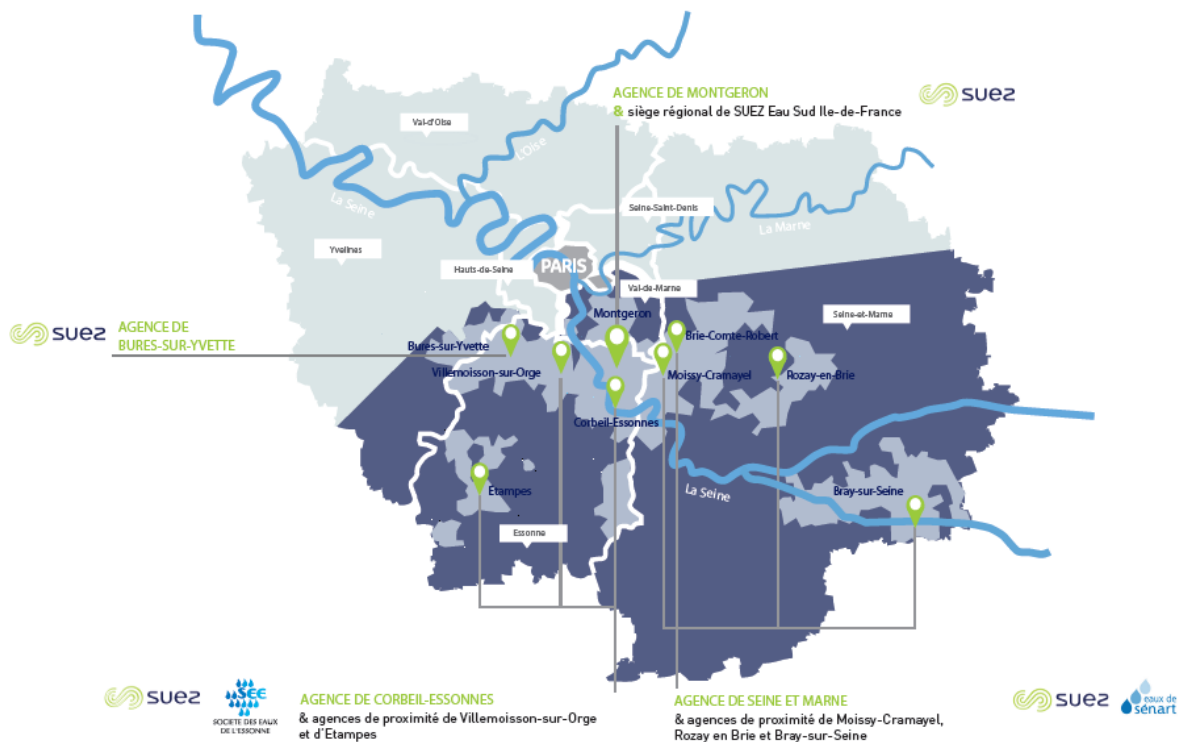 AGENCE DE MONTGERON
& siège régional de SUEZ Eau Sud Ile-de-France
suez
Val-d'Oise
L'Oise
La Seine
Seine-Saint-Denis
La Marne
Yvelines
Hauts-de-Seine
PARIS
Val-de-Marne
Seine-et-Marne
Montgeron
suez
AGENCE DE
BURES-SUR-YVETTE
Bures-sur-Yvette
Brie-Comte-Robert
Villemoisson-sur-Orge
Moissy-Cramayel
Rozay-en-Brie
Corbeil-Essonnes
Etampes
La Seine
Bray-sur-Seine
Essonne
suez
SEE
SOCIETE DES EAUX
DE L'ESSONNE
AGENCE DE CORBEIL-ESSONNES
& agences de proximité de Villemoisson-sur-Orge
et d'Etampes
AGENCE DE SEINE ET MARNE
& agences de proximité de Moissy-Cramayel,
Rozay en Brie et Bray-sur-Seine
suez
eaux de
sénart